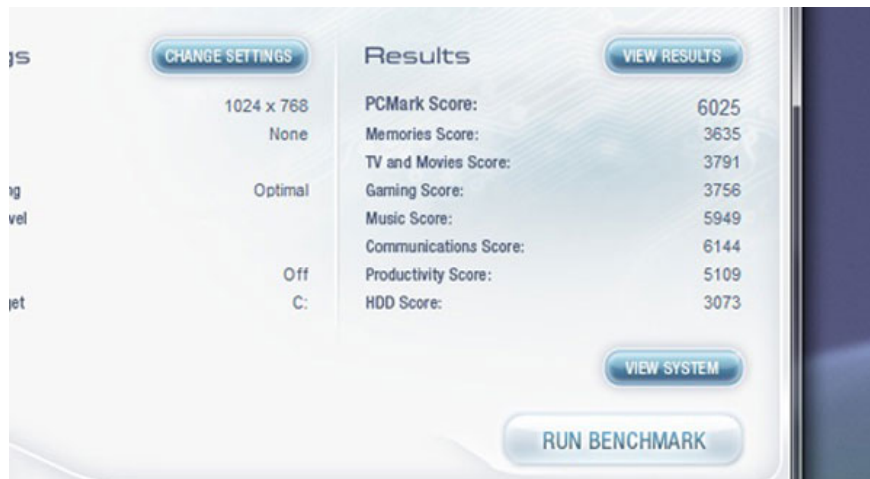 gs
CHANGE SETTINGS
1024 x 768
None
ng Optimal
vel
Off
get C:
Results
VIEW RESULTS
PCMark Score: 6025
Memories Score: 3635
TV and Movies Score: 3791
Gaming Score: 3756
Music Score: 5949
Communications Score: 6144
Productivity Score: 5109
HDD Score: 3073
VIEW SYSTEM
RUN BENCHMARK